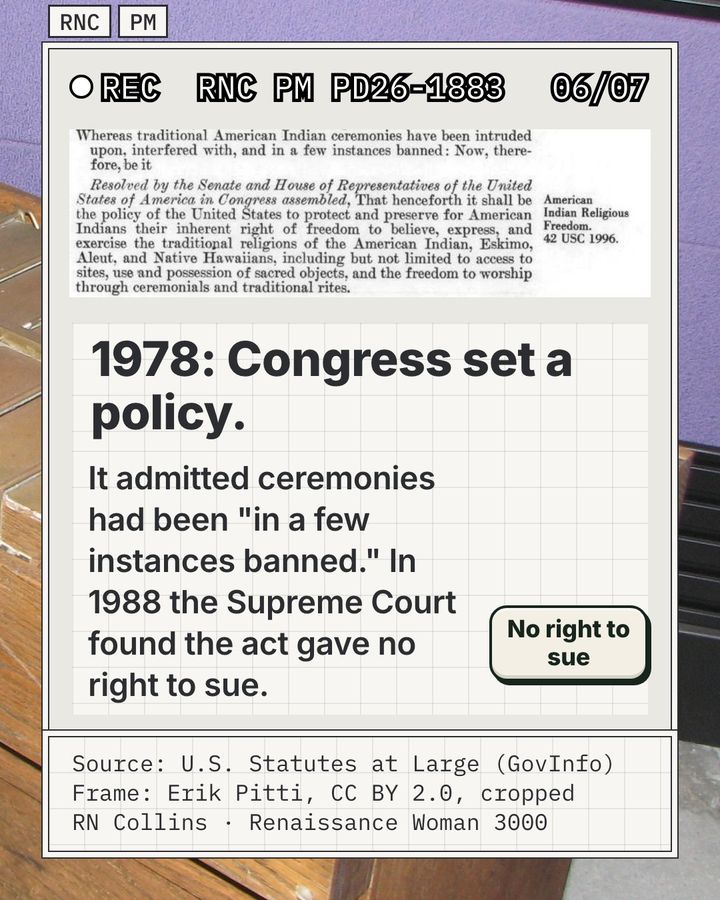 RNC PM
REC RNC PM PD26-1883 06/07
Whereas traditional American Indian ceremonies have been intruded
upon, interfered with, and in a few instances banned: Now, there-
fore, be it
Resolved by the Senate and House of Representatives of the United
States of America in Congress assembled, That henceforth it shall be
the policy of the United States to protect and preserve for American
Indians their inherent right of freedom to believe, express, and
exercise the traditional religions of the American Indian, Eskimo,
Aleut, and Native Hawaiians, including but not limited to access to
sites, use and possession of sacred objects, and the freedom to worship
through ceremonials and traditional rites.
American
Indian Religious
Freedom.
42 USC 1996.
1978: Congress set a
policy.
It admitted ceremonies
had been "in a few
instances banned." In
1988 the Supreme Court
found the act gave no
right to sue.
No right to
sue
Source: U.S. Statutes at Large (GovInfo)
Frame: Erik Pitti, CC BY 2.0, cropped
RN Collins · Renaissance Woman 3000